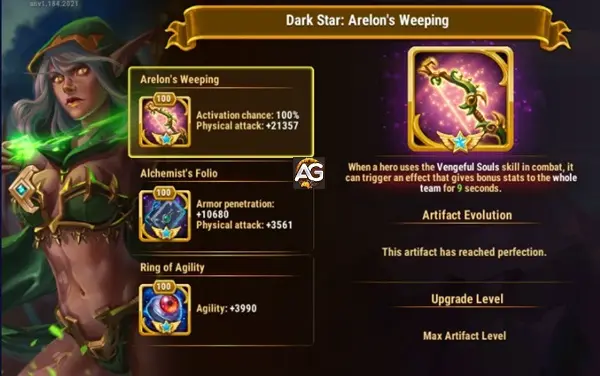 Dark Star: Arelon's Weeping
Arelon's Weeping
100
Activation chance: 100%
Physical attack: +21357
Alchemist's Folio
100
Armor penetration:
+10680
Physical attack: +3561
Ring of Agility
100
Agility: +3990
AG
When a hero uses the Vengeful Souls skill in combat, it
can trigger an effect that gives bonus stats to the whole
team for 9 seconds.
Artifact Evolution
This artifact has reached perfection.
Upgrade Level
Max Artifact Level